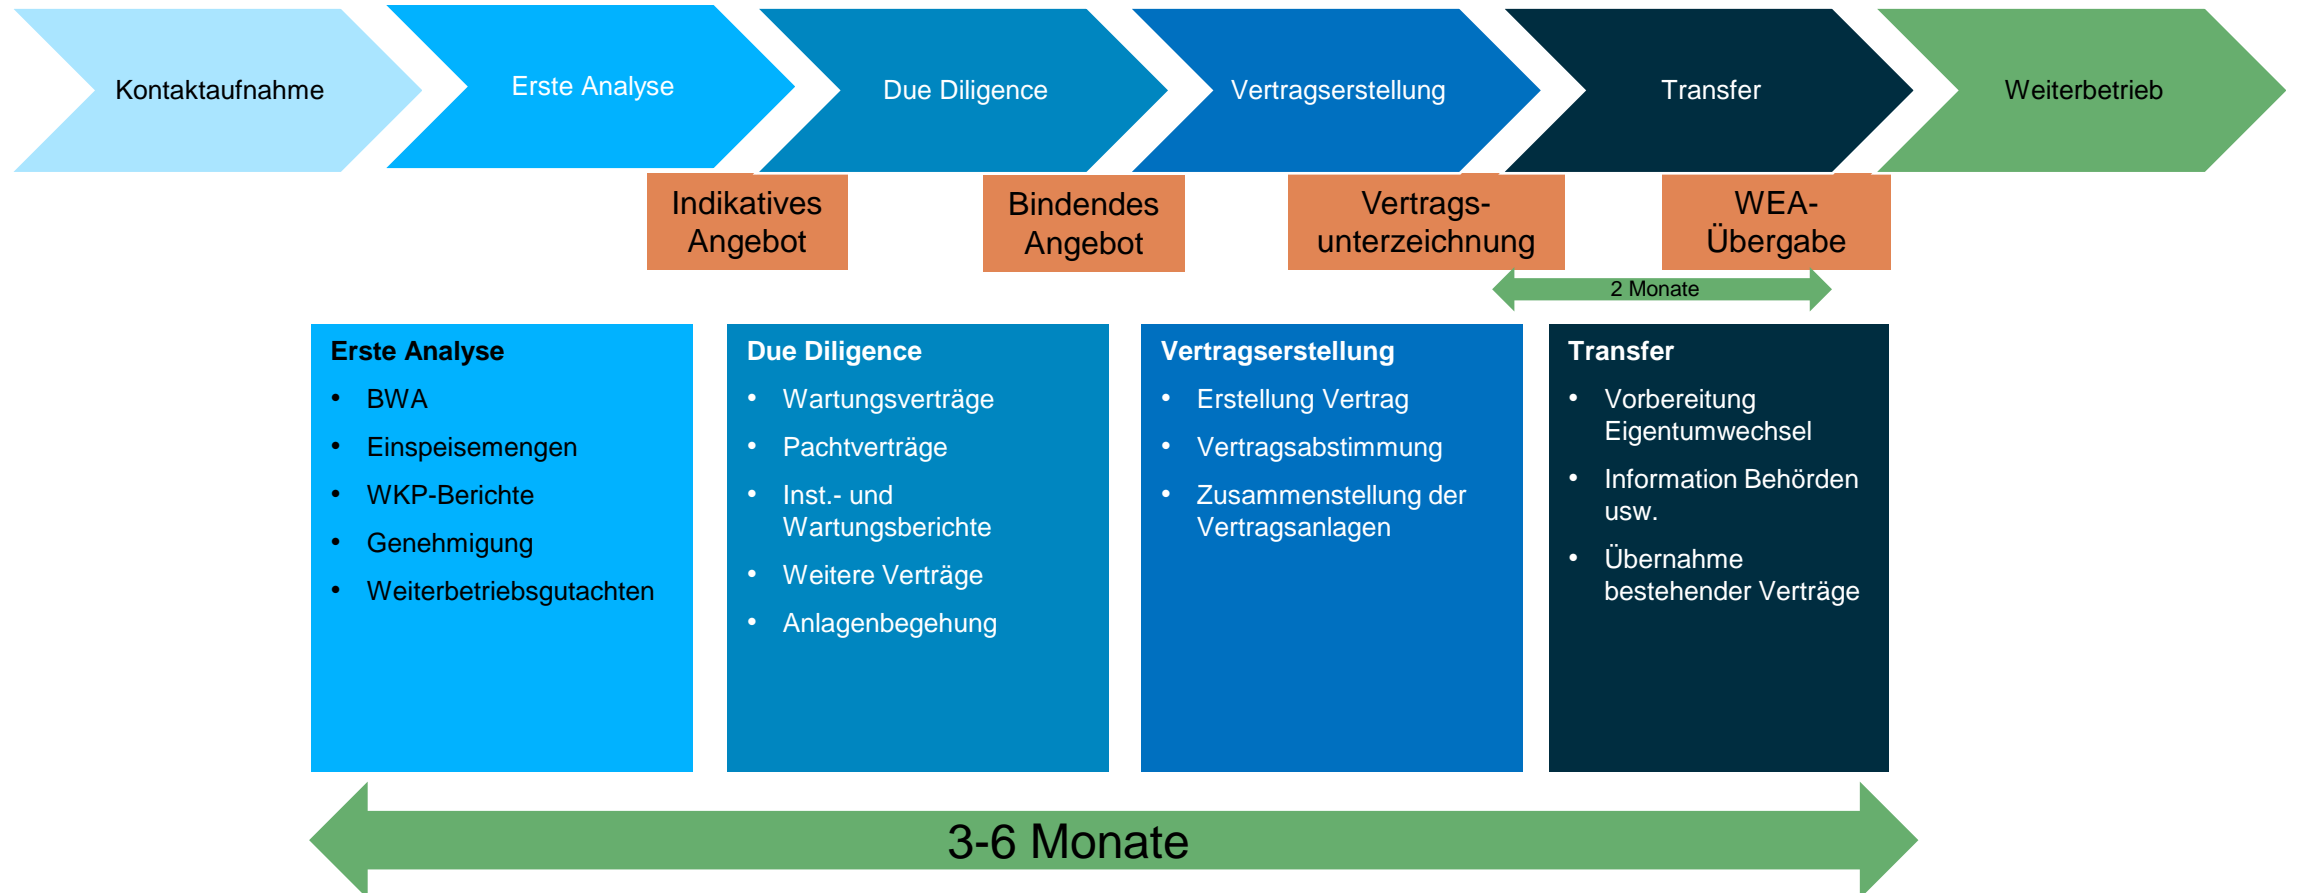 Kontaktaufnahme
Erste Analyse
Due Diligence
Vertragserstellung
Transfer
Weiterbetrieb
Indikatives
Angebot
Bindendes
Angebot
Vertrags-
unterzeichnung
WEA-
Übergabe
2 Monate
Erste Analyse
• BWA
• Einspeisemengen
• WKP-Berichte
• Genehmigung
• Weiterbetriebsgutachten
Due Diligence
• Wartungsverträge
• Pachtverträge
• Inst.- und
Wartungsberichte
• Weitere Verträge
• Anlagenbegehung
Vertragserstellung
• Erstellung Vertrag
• Vertragsabstimmung
• Zusammenstellung der
Vertragsanlagen
Transfer
• Vorbereitung
Eigentumwechsel
• Information Behörden
usw.
• Übernahme
bestehender Verträge
3-6 Monate